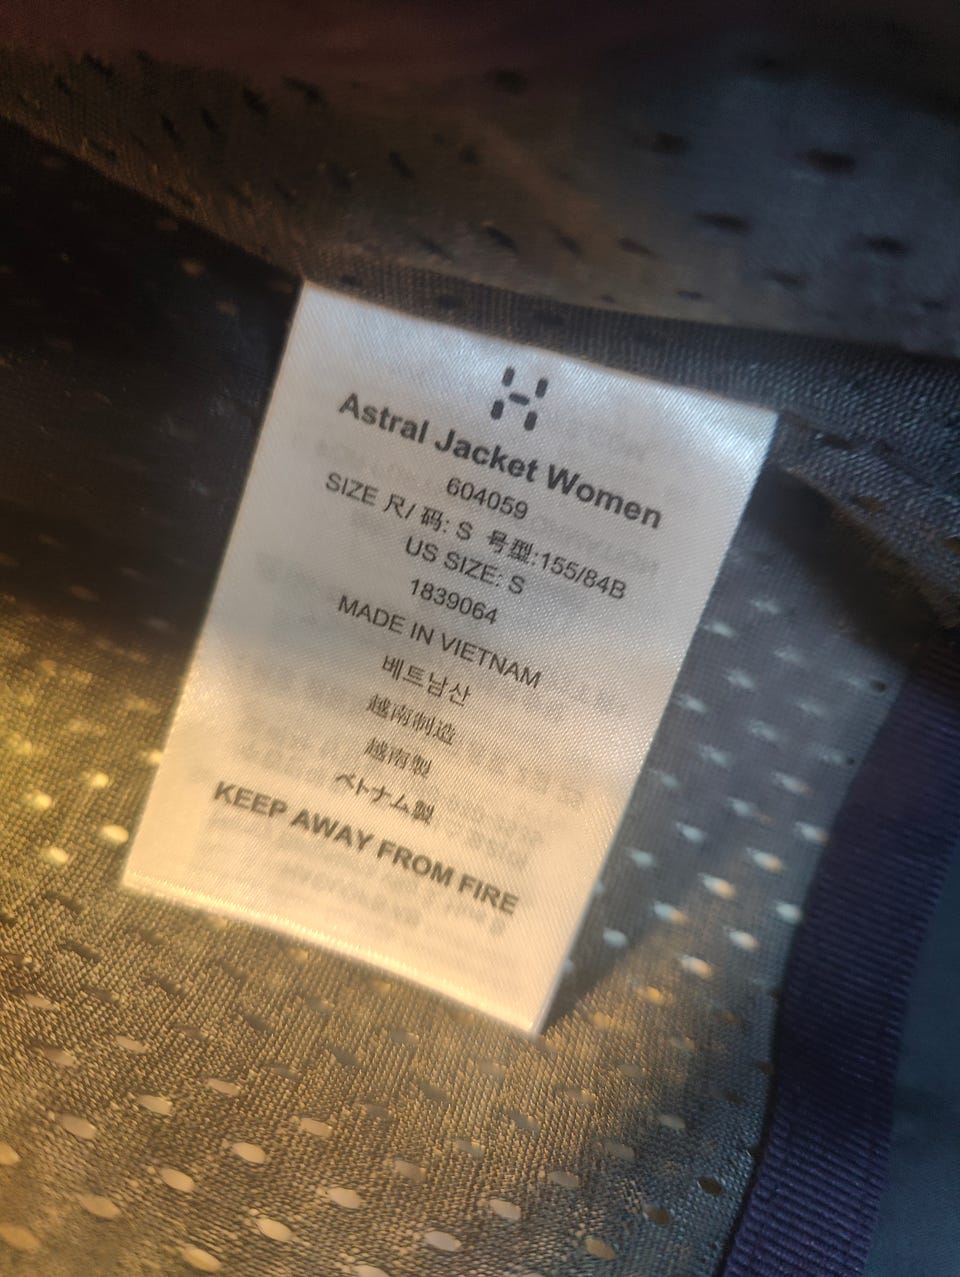 Astral Jacket Women
604059
SIZE 尺/ 码: S 号型:155/84B
US SIZE: S
1839064
MADE IN VIETNAM
베트남산
越南制造
越南製
ベトナム製
KEEP AWAY FROM FIRE